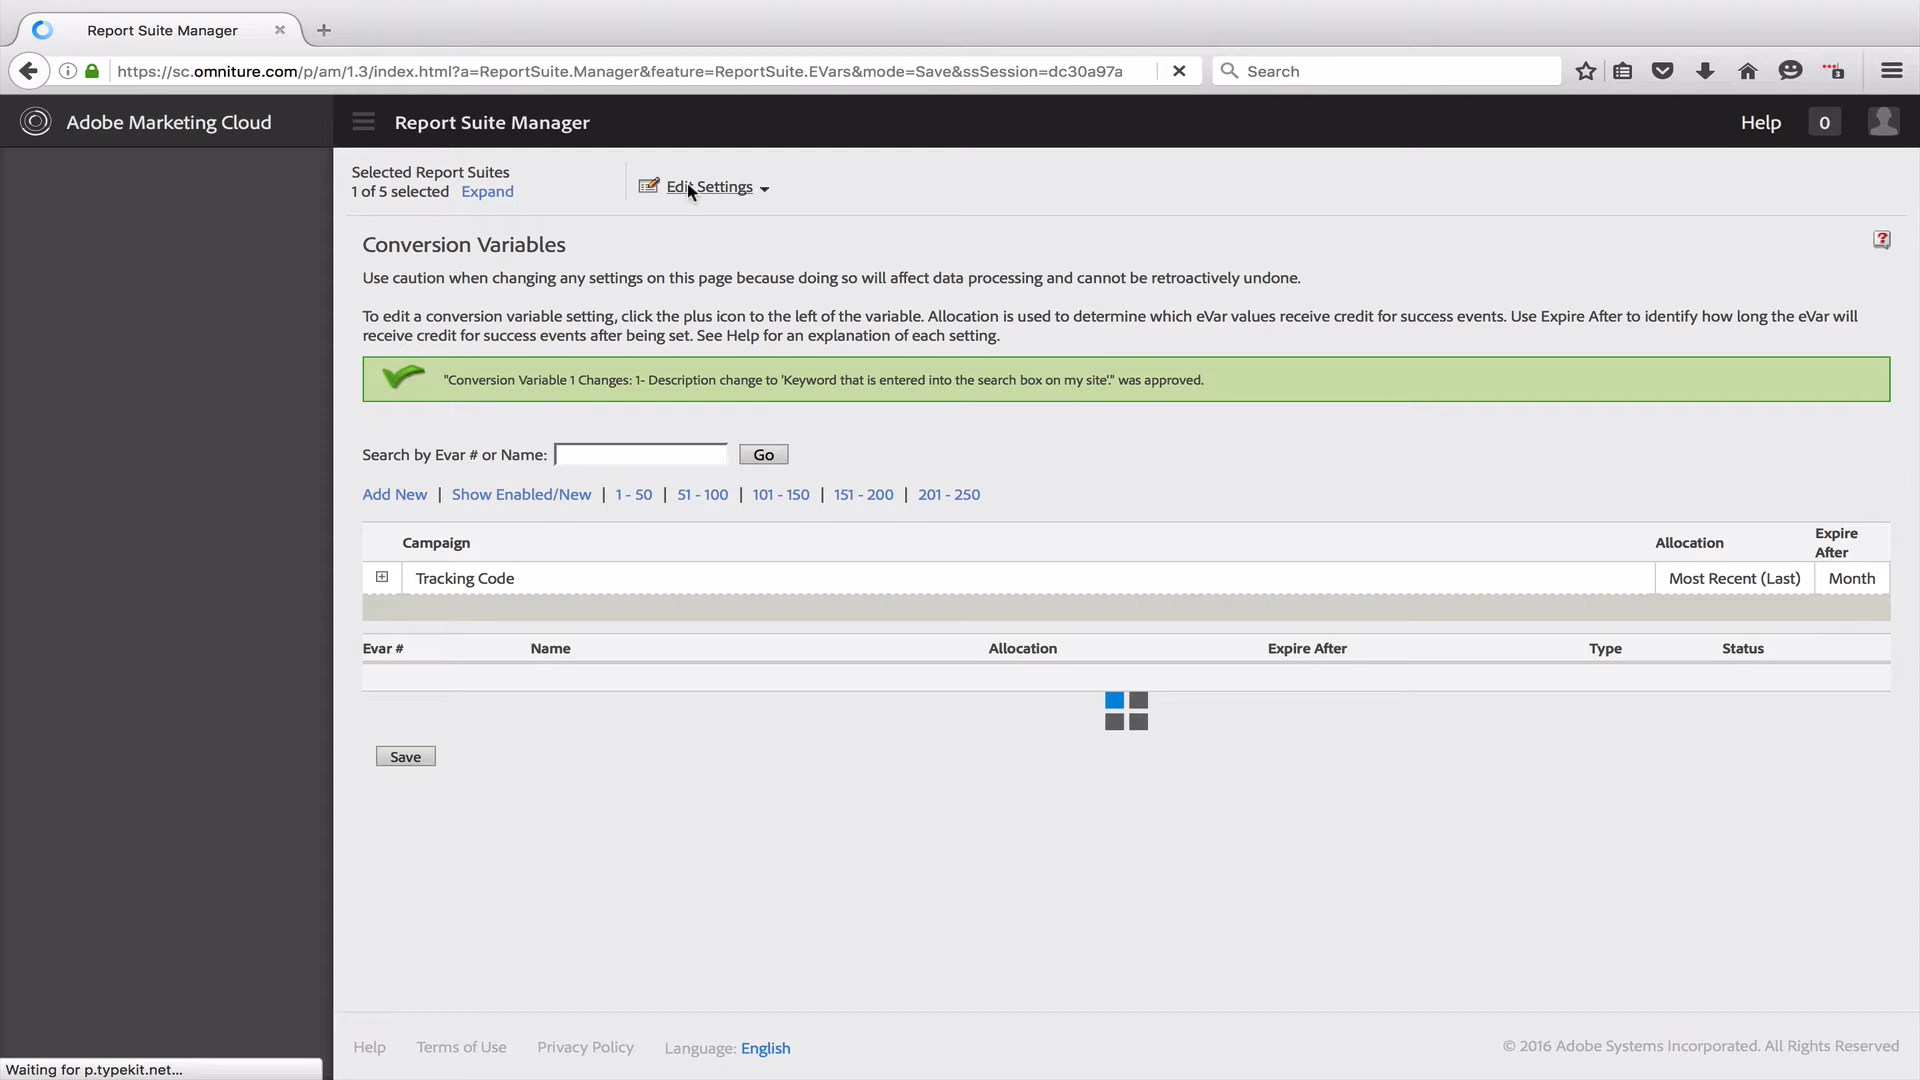 Report Suite Manager
https://sc.omniture.com/p/am/1.3/index.html?a=ReportSuite.Manager&feature=ReportSuite.EVars&mode=Save&ssSession=dc30a97a
Search
3
Adobe Marketing Cloud
Report Suite Manager
Help
0
Selected Report Suites
1 of 5 selected Expand
Edit Settings
Conversion Variables
?
Use caution when changing any settings on this page because doing so will affect data processing and cannot be retroactively undone.
To edit a conversion variable setting, click the plus icon to the left of the variable. Allocation is used to determine which eVar values receive credit for success events. Use Expire After to identify how long the eVar will
receive credit for success events after being set. See Help for an explanation of each setting.
"Conversion Variable 1 Changes: 1- Description change to 'Keyword that is entered into the search box on my site'." was approved.
Search by Evar # or Name:
Go
Add New | Show Enabled/New | 1 - 50 | 51 - 100 | 101 - 150 | 151 - 200 | 201 - 250
Campaign Allocation Expire
After
Tracking Code Most Recent (Last) Month
Evar # Name Allocation Expire After Type Status
Save
Help Terms of Use Privacy Policy Language: English
© 2016 Adobe Systems Incorporated. All Rights Reserved
Waiting for p.typekit.net...